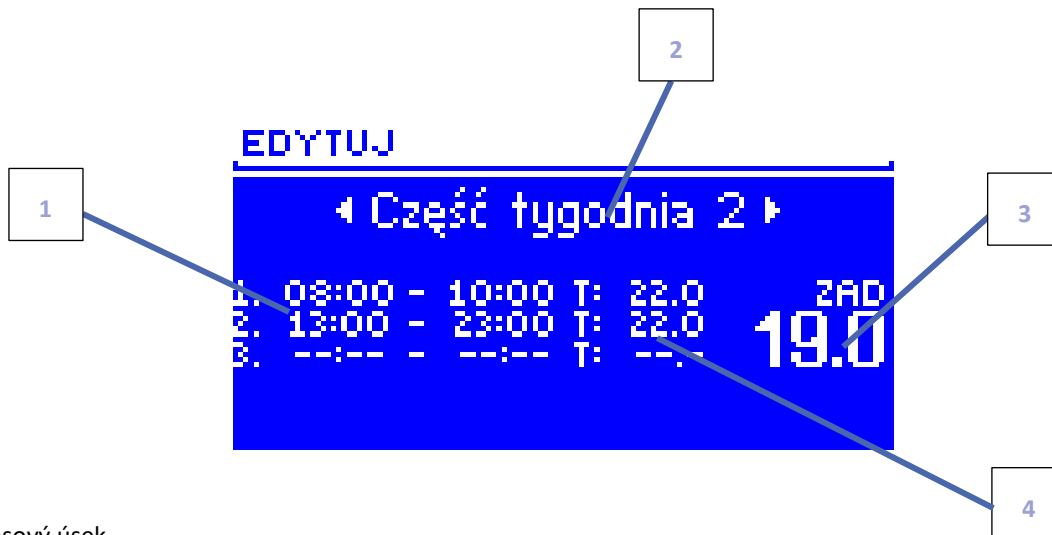 2
EDYTUJ
1
Część tygodnia 2
3
1. 08:00 - 10:00 T: 22.0 ZAD
2. 13:00 - 23:00 T: 22.0 19.0
3. --:-- - --:-- T: --.-
4
úsek